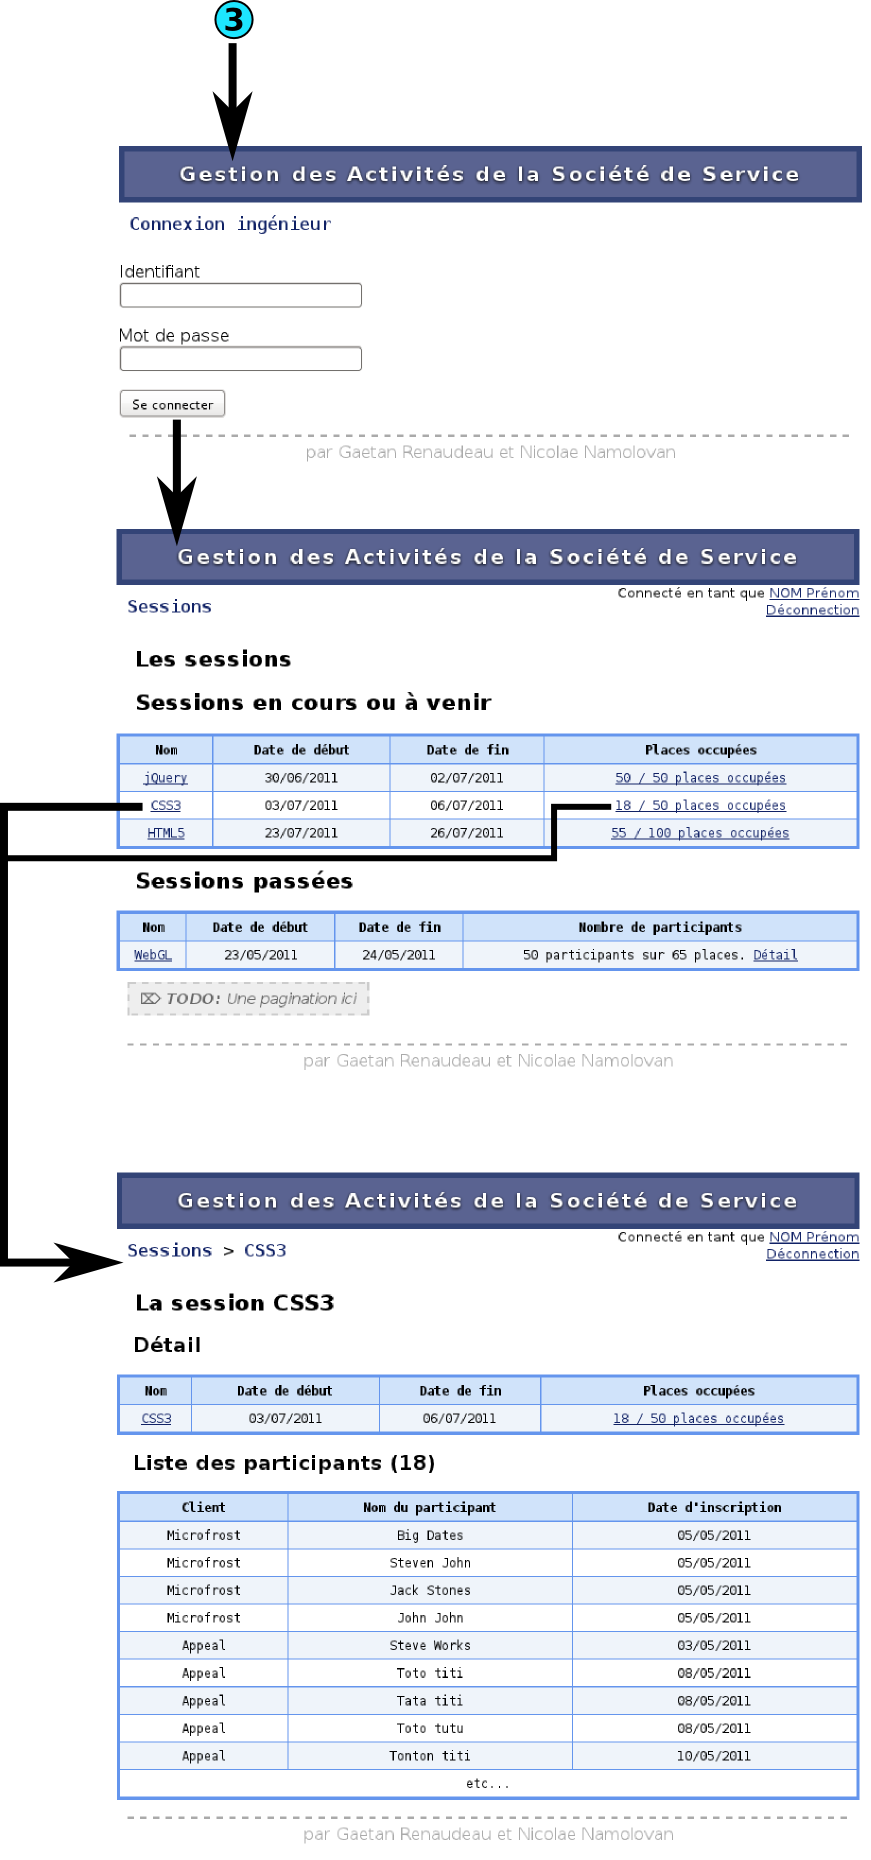 3
Gestion des Activités de la Société de Service
Connexion ingénieur
Identifiant
Mot de passe
Se connecter
par Gaetan Renaudeau et Nicolae Namolovan
Gestion des Activités de la Société de Service
Connecté en tant que NOM Prénom
Sessions
Déconnection
Les sessions
Sessions en cours ou à venir
Nom Date de début Date de fin Places occupées
jQuery 30/06/2011 02/07/2011 50 / 50 places occupées
CSS3 03/07/2011 06/07/2011 18 / 50 places occupées
HTML5 23/07/2011 26/07/2011 55 / 100 places occupées
Sessions passées
Nom Date de début Date de fin Nombre de participants
WebGL 23/05/2011 24/05/2011 50 participants sur 65 places. Détail
⌦ TODO: Une pagination ici
par Gaetan Renaudeau et Nicolae Namolovan
Gestion des Activités de la Société de Service
Connecté en tant que NOM Prénom
Sessions > CSS3
Déconnection
La session CSS3
Détail
Nom Date de début Date de fin Places occupées
CSS3 03/07/2011 06/07/2011 18 / 50 places occupées
Liste des participants (18)
Client Nom du participant Date d'inscription
Microfrost Big Dates 05/05/2011
Microfrost Steven John 05/05/2011
Microfrost Jack Stones 05/05/2011
Microfrost John John 05/05/2011
Appeal Steve Works 03/05/2011
Appeal Toto titi 08/05/2011
Appeal Tata titi 08/05/2011
Appeal Toto tutu 08/05/2011
Appeal Tonton titi 10/05/2011
etc...
par Gaetan Renaudeau et Nicolae Namolovan